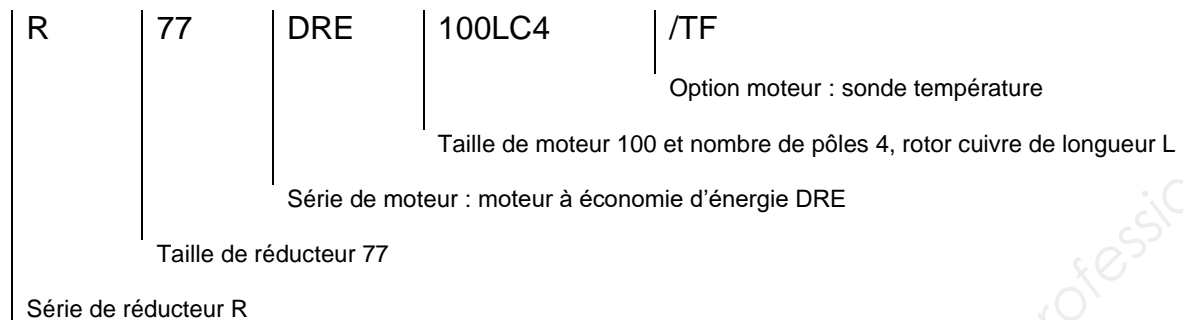 R 77 DRE 100LC4 /TF
Option moteur : sonde température
Taille de moteur 100 et nombre de pôles 4, rotor cuivre de longueur L
Série de moteur : moteur à économie d’énergie DRE
Taille de réducteur 77
Série de réducteur R